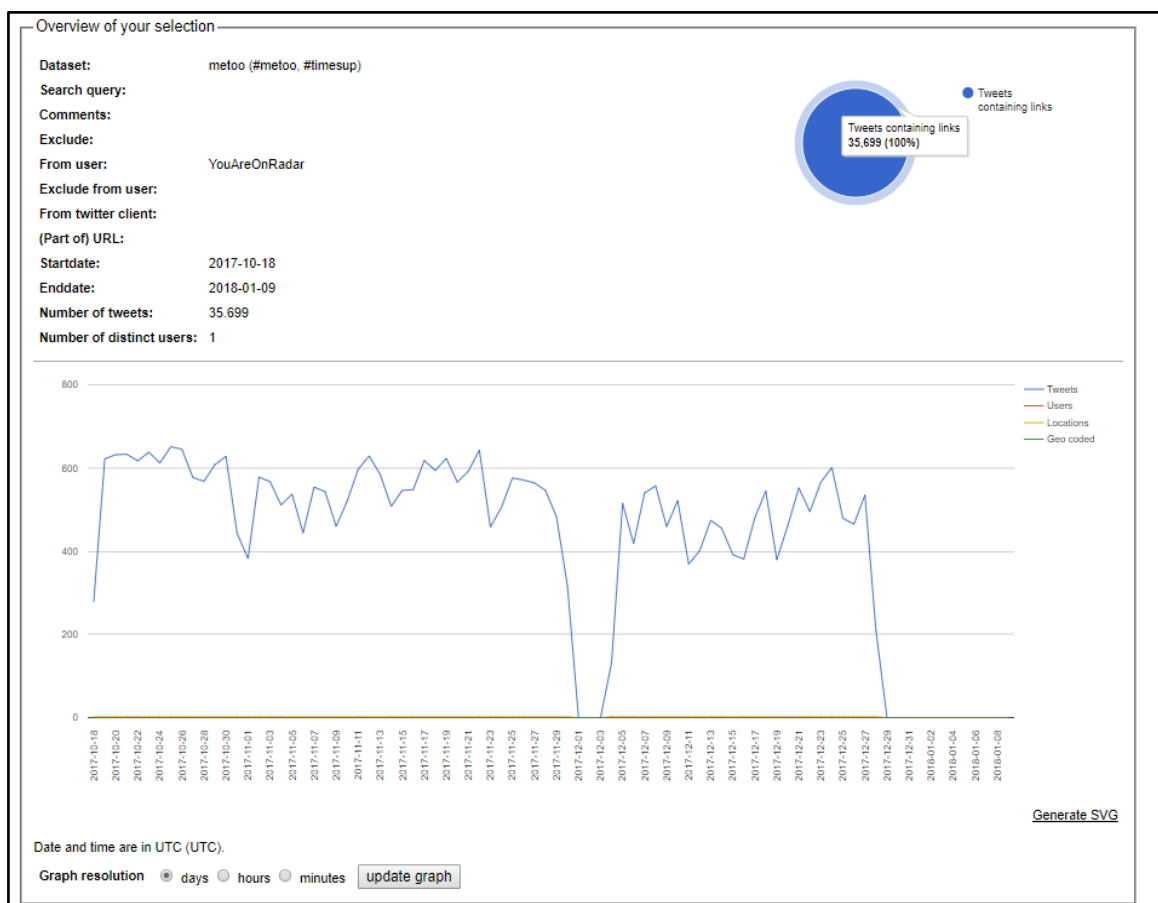 Overview of your selection
Dataset: metoo (#metoo, #timesup)
Search query:
Comments:
Exclude:
From user: YouAreOnRadar
Exclude from user:
From twitter client:
(Part of) URL:
Startdate: 2017-10-18
Enddate: 2018-01-09
Number of tweets: 35.699
Number of distinct users: 1
Tweets
containing links
Tweets containing links
35,699 (100%)
800
600
400
200
0
Tweets
Users
Locations
Geo coded
2017-10-18
2017-10-20
2017-10-22
2017-10-24
2017-10-26
2017-10-28
2017-10-30
2017-11-01
2017-11-03
2017-11-05
2017-11-07
2017-11-09
2017-11-11
2017-11-13
2017-11-15
2017-11-17
2017-11-19
2017-11-21
2017-11-23
2017-11-25
2017-11-27
2017-11-29
2017-12-01
2017-12-03
2017-12-05
2017-12-07
2017-12-09
2017-12-11
2017-12-13
2017-12-15
2017-12-17
2017-12-19
2017-12-21
2017-12-23
2017-12-25
2017-12-27
2017-12-29
2017-12-31
2018-01-02
2018-01-04
2018-01-06
2018-01-08
Generate SVG
Date and time are in UTC (UTC).
Graph resolution days hours minutes update graph